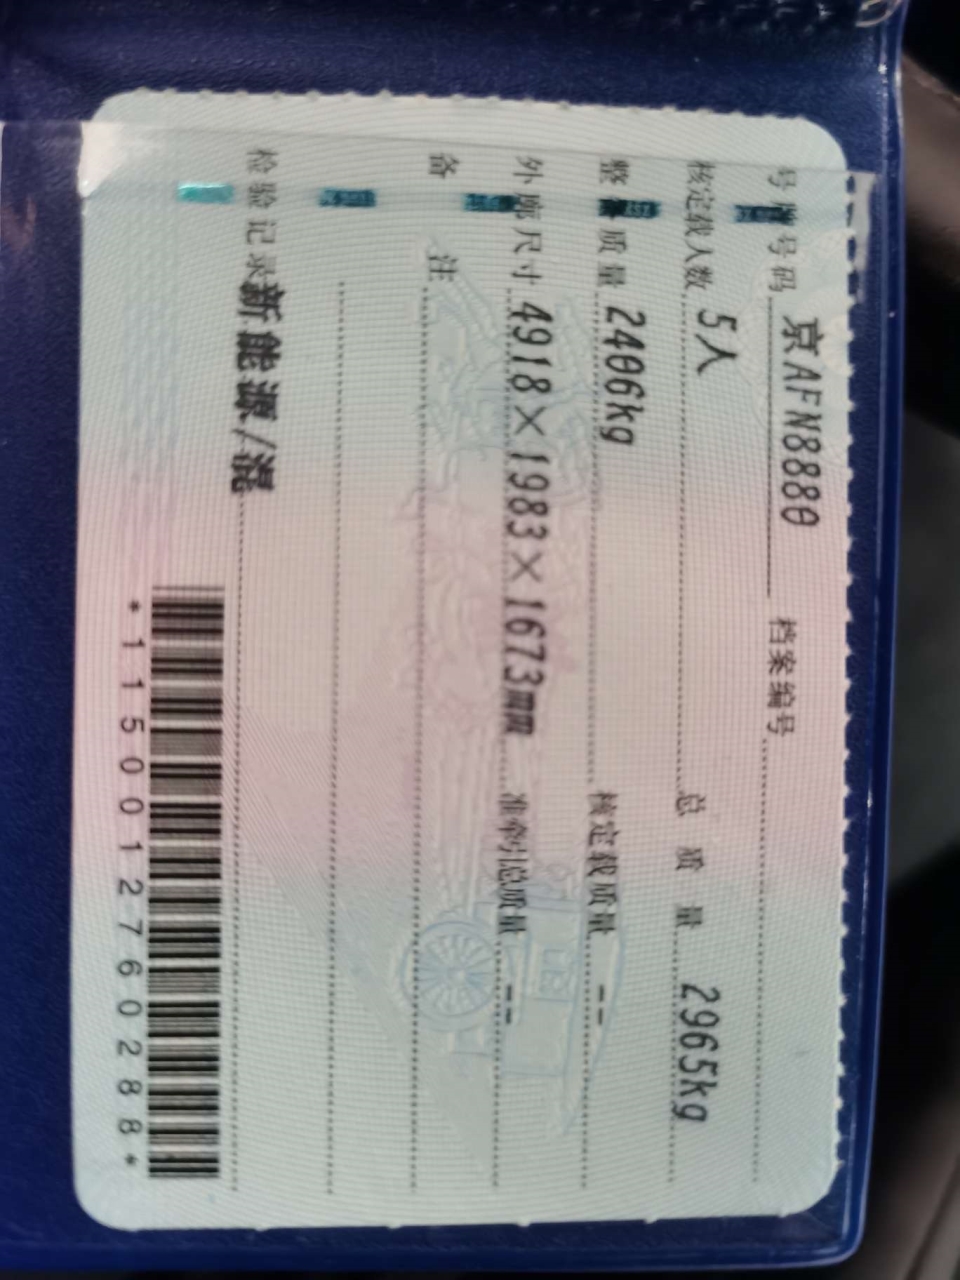 号牌号码 京AFN8880 档案编号
核定载人数 5人 总质量 2965kg
整备质量 2406kg 核定载质量 --
外廓尺寸 4918×1983×1673mm 准牵引总质量 --
备注
检验记录 新能源/混
*1150012760288*